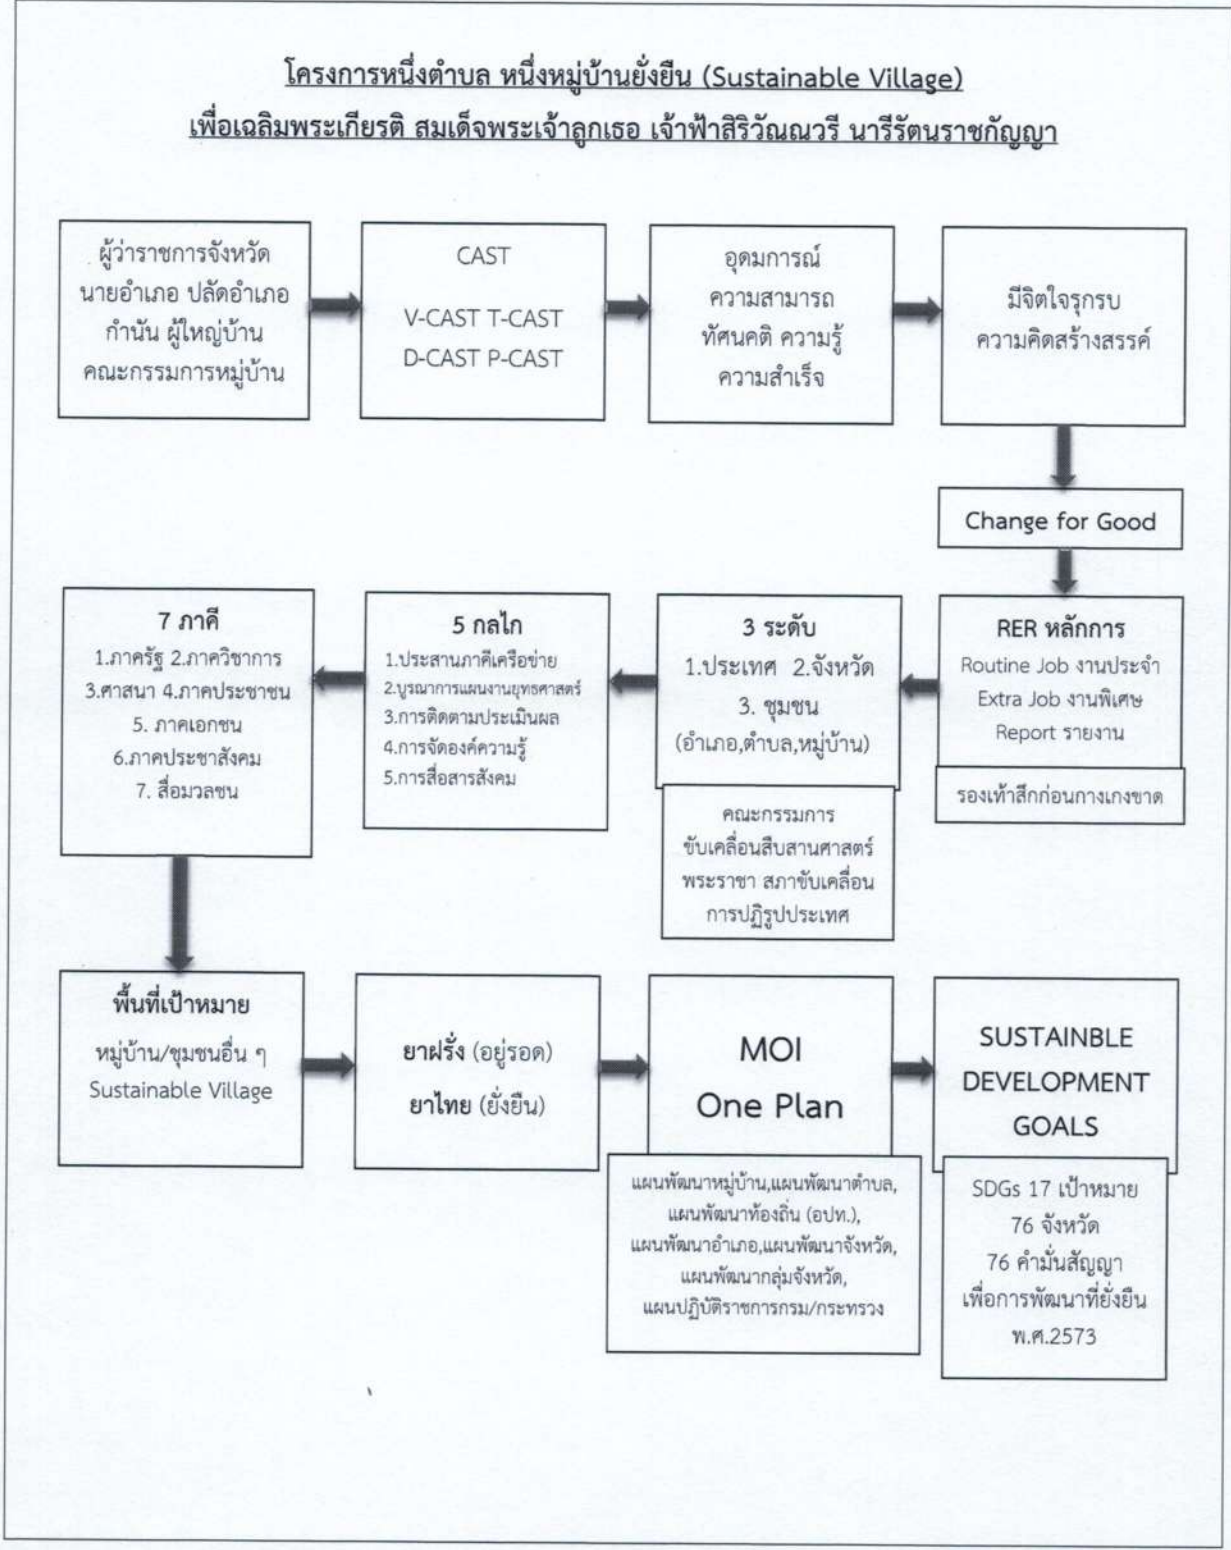 โครงการหนึ่งตำบล หนึ่งหมู่บ้านยั่งยืน (Sustainable Village)
เพื่อเฉลิมพระเกียรติ สมเด็จพระเจ้าลูกเธอ เจ้าฟ้าสิริวัณณวรี นารีรัตนราชกัญญา
ผู้ว่าราชการจังหวัด
นายอำเภอ ปลัดอำเภอ
กำนัน ผู้ใหญ่บ้าน
คณะกรรมการหมู่บ้าน
CAST
V-CAST T-CAST
D-CAST P-CAST
อุดมการณ์
ความสามารถ
ทัศนคติ ความรู้
ความสำเร็จ
มีจิตใจรุกรบ
ความคิดสร้างสรรค์
Change for Good
RER หลักการ
Routine Job งานประจำ
Extra Job งานพิเศษ
Report รายงาน
รองเท้าสึกก่อนกางเกงขาด
3 ระดับ
1.ประเทศ 2.จังหวัด
3. ชุมชน
(อำเภอ,ตำบล,หมู่บ้าน)
คณะกรรมการ
ขับเคลื่อนสืบสานศาสตร์
พระราชา สภาขับเคลื่อน
การปฏิรูปประเทศ
5 กลไก
1.ประสานภาคีเครือข่าย
2.บูรณาการแผนงานยุทธศาสตร์
3.การติดตามประเมินผล
4.การจัดองค์ความรู้
5.การสื่อสารสังคม
7 ภาคี
1.ภาครัฐ 2.ภาควิชาการ
3.ศาสนา 4.ภาคประชาชน
5. ภาคเอกชน
6.ภาคประชาสังคม
7. สื่อมวลชน
พื้นที่เป้าหมาย
หมู่บ้าน/ชุมชนอื่น ๆ
Sustainable Village
ยาฝรั่ง (อยู่รอด)
ยาไทย (ยั่งยืน)
MOI
One Plan
แผนพัฒนาหมู่บ้าน,แผนพัฒนาตำบล,
แผนพัฒนาท้องถิ่น (อปท.),
แผนพัฒนาอำเภอ,แผนพัฒนาจังหวัด,
แผนพัฒนากลุ่มจังหวัด,
แผนปฏิบัติราชการกรม/กระทรวง
SUSTAINBLE
DEVELOPMENT
GOALS
SDGs 17 เป้าหมาย
76 จังหวัด
76 คำมั่นสัญญา
เพื่อการพัฒนาที่ยั่งยืน
พ.ศ.2573